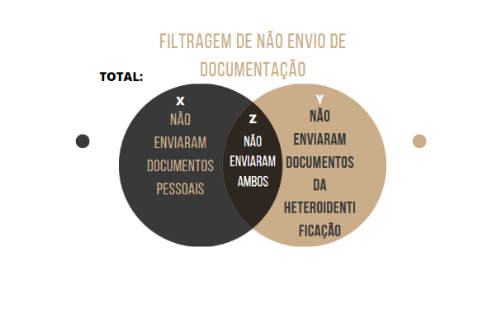 FILTRAGEM DE NÃO ENVIO DE
DOCUMENTAÇÃO
TOTAL:
X
NÃO
ENVIARAM
DOCUMENTOS
PESSOAIS
Z
NÃO
ENVIARAM
AMBOS
Y
NÃO
ENVIARAM
DOCUMENTOS
DA
HETEROIDENTI
FICAÇÃO